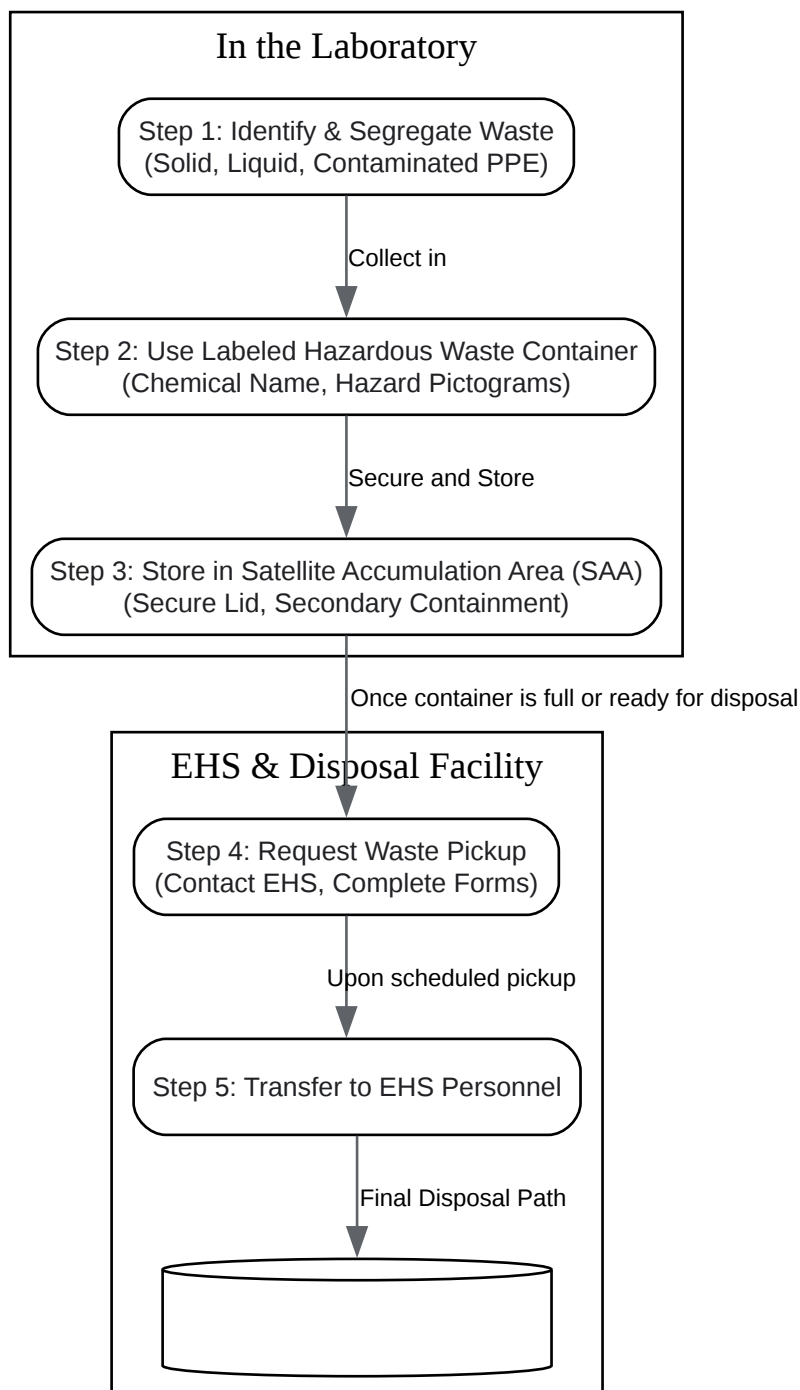 In the Laboratory
Step 1: Identify & Segregate Waste
(Solid, Liquid, Contaminated PPE)
Collect in
Step 2: Use Labeled Hazardous Waste Container
(Chemical Name, Hazard Pictograms)
Secure and Store
Step 3: Store in Satellite Accumulation Area (SAA)
(Secure Lid, Secondary Containment)
Once container is full or ready for disposal
EHS & Disposal Facility
Step 4: Request Waste Pickup
(Contact EHS, Complete Forms)
Upon scheduled pickup
Step 5: Transfer to EHS Personnel
Final Disposal Path